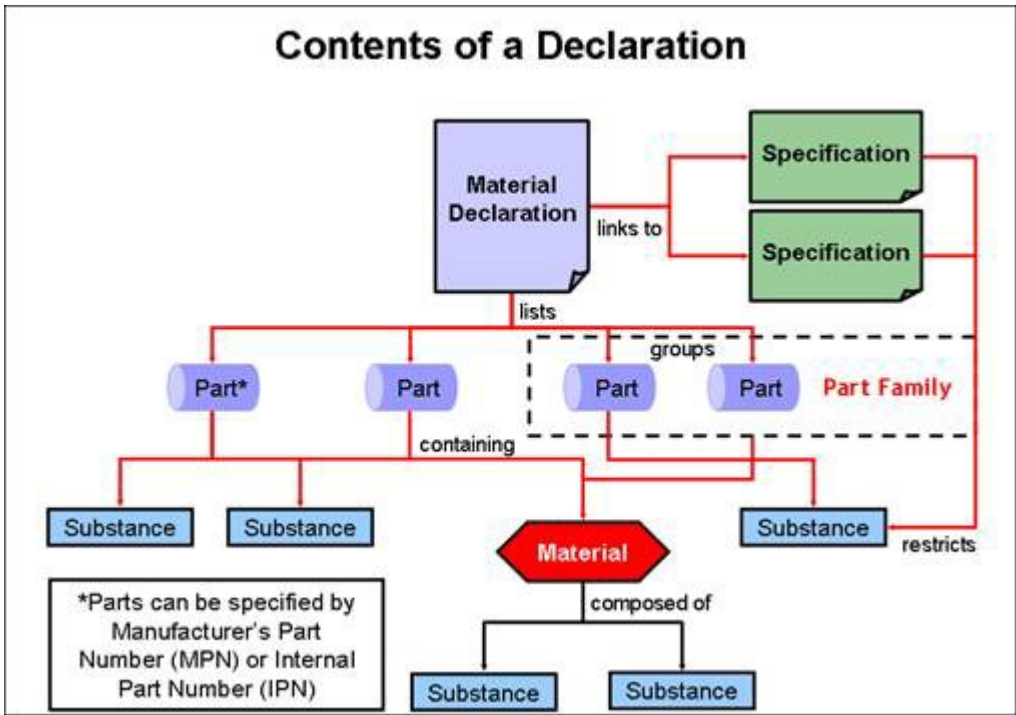 Contents of a Declaration
Material
Declaration
Specification
links to
Specification
lists
groups
Part*
Part
Part
Part
Part Family
containing
Substance
Substance
Material
Substance
restricts
composed of
*Parts can be specified by
Manufacturer's Part
Number (MPN) or Internal
Part Number (IPN)
Substance
Substance